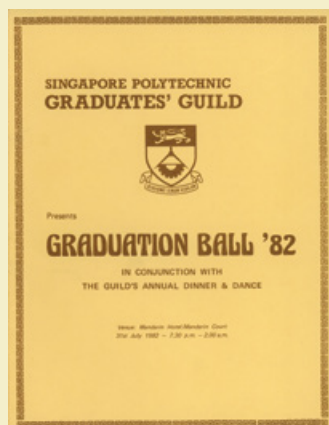 SINGAPORE POLYTECHNIC
GRADUATES' GUILD
Presents
GRADUATION BALL '82
IN CONJUNCTION WITH
THE GUILD'S ANNUAL DINNER & DANCE
Venue: Mandarin Hotel/Mandarin Court
31st July 1982 — 7.30 p.m. — 2.00 a.m.